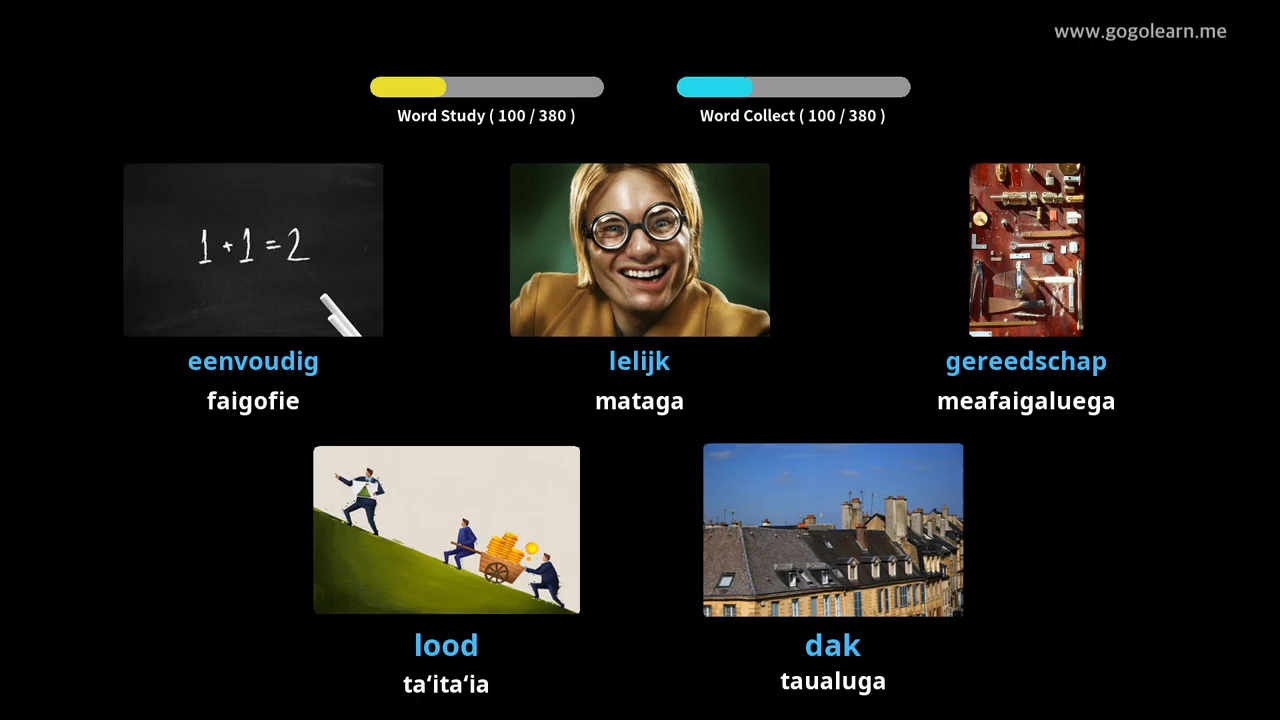 www.gogolearn.me
Word Study ( 100 / 380 )
Word Collect ( 100 / 380 )
1 + 1 = 2
eenvoudig
faigofie
lelijk
mataga
gereedschap
meafaigaluega
lood
taʻitaʻia
dak
taualuga